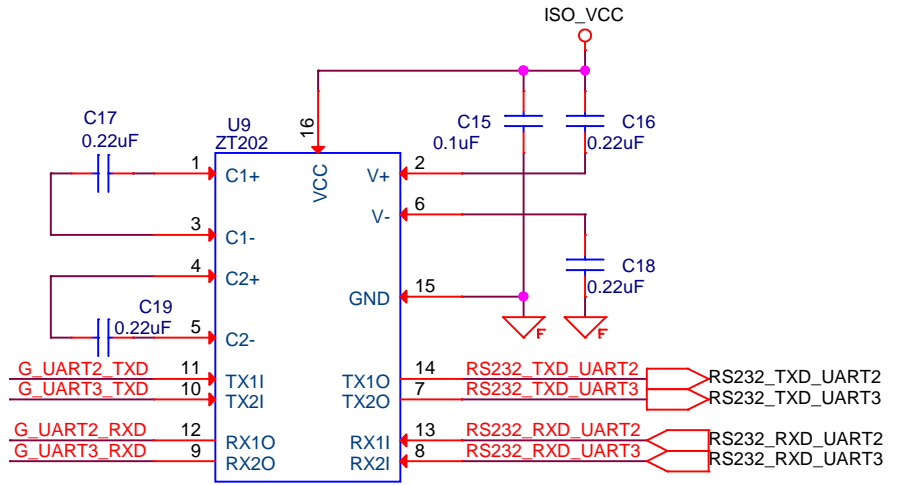 ISO_VCC
C17
0.22uF
U9
ZT202
16
C15
0.1uF
C16
0.22uF
1
C1+
VCC
V+
2
V-
6
3
C1-
4
C2+
C18
0.22uF
GND
15
C19
0.22uF
5
C2-
F
F
G_UART2_TXD
11
TX1I
TX1O
14
RS232_TXD_UART2
RS232_TXD_UART2
G_UART3_TXD
10
TX2I
TX2O
7
RS232_TXD_UART3
RS232_TXD_UART3
G_UART2_RXD
12
RX1O
RX1I
13
RS232_RXD_UART2
RS232_RXD_UART2
G_UART3_RXD
9
RX2O
RX2I
8
RS232_RXD_UART3
RS232_RXD_UART3